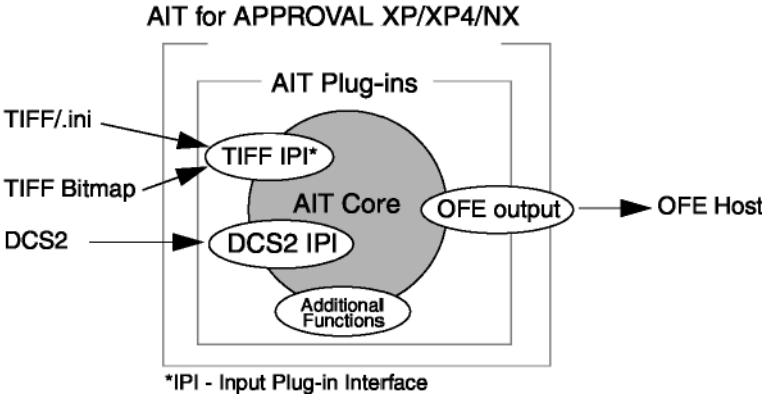 AIT for APPROVAL XP/XP4/NX
AIT Plug-ins
TIFF/.ini
TIFF IPI*
TIFF Bitmap
AIT Core
OFE output
OFE Host
DCS2
DCS2 IPI
Additional
Functions
*IPI - Input Plug-in Interface